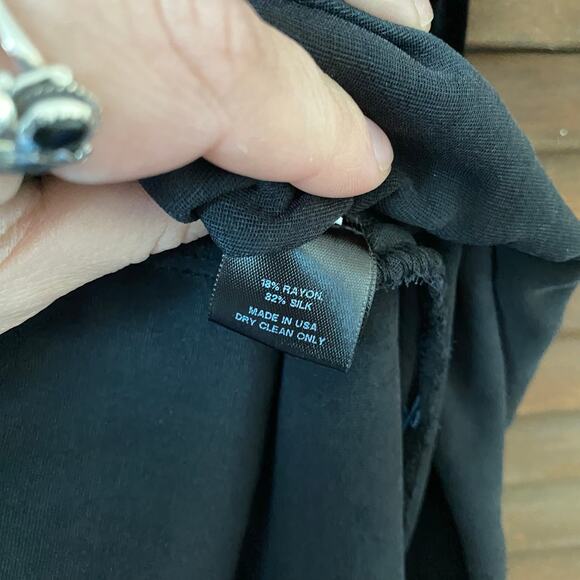 18% RAYON
82% SILK
MADE IN USA
DRY CLEAN ONLY